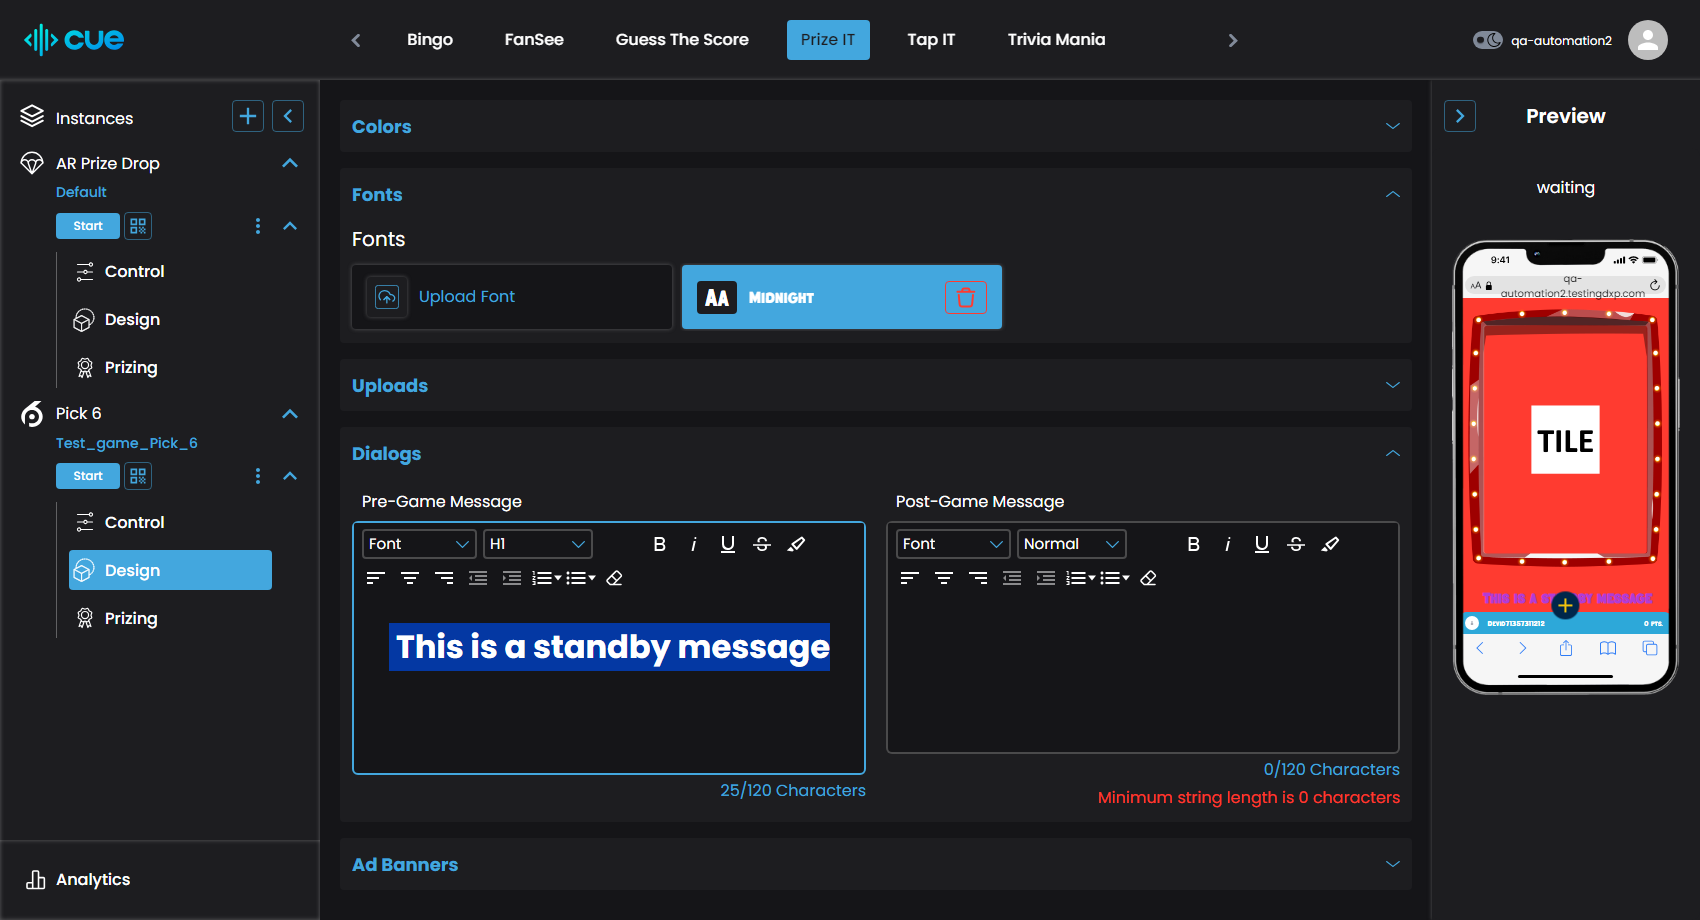 cue
Bingo
FanSee
Guess The Score
Prize IT
Tap IT
Trivia Mania
qa-automation2
Instances
AR Prize Drop
Default
Start
Control
Design
Prizing
Pick 6
Test_game_Pick_6
Start
Control
Design
Prizing
Analytics
Colors
Fonts
Fonts
Upload Font
AA MIDNIGHT
Uploads
Dialogs
Pre-Game Message
Font
H1
B i U S
This is a standby message
25/120 Characters
Post-Game Message
Font
Normal
B i U S
0/120 Characters
Minimum string length is 0 characters
Ad Banners
Preview
waiting
9:41
AA
qa-
automation2.testingdxp.com
TILE
THIS IS A STANDBY MESSAGE
0 PTS.